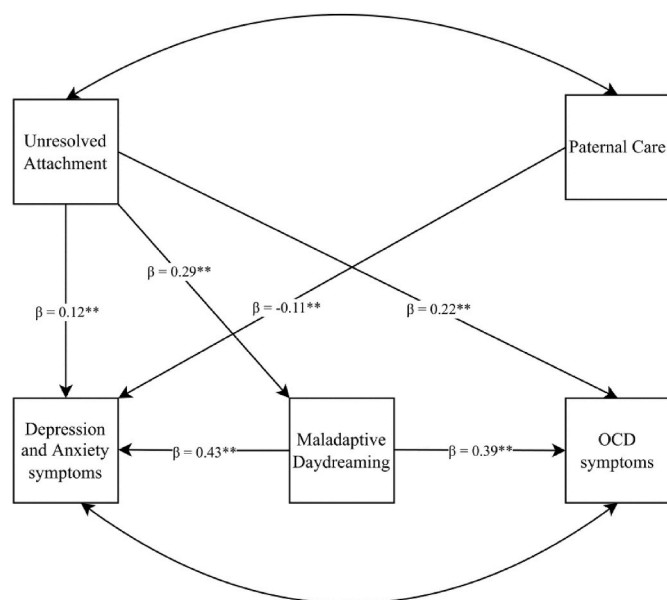 Unresolved
Attachment
Paternal Care
β = 0.29**
β = 0.12**
β = -0.11**
β = 0.22**
Depression
and Anxiety
symptoms
β = 0.43**
Maladaptive
Daydreaming
β = 0.39**
OCD
symptoms